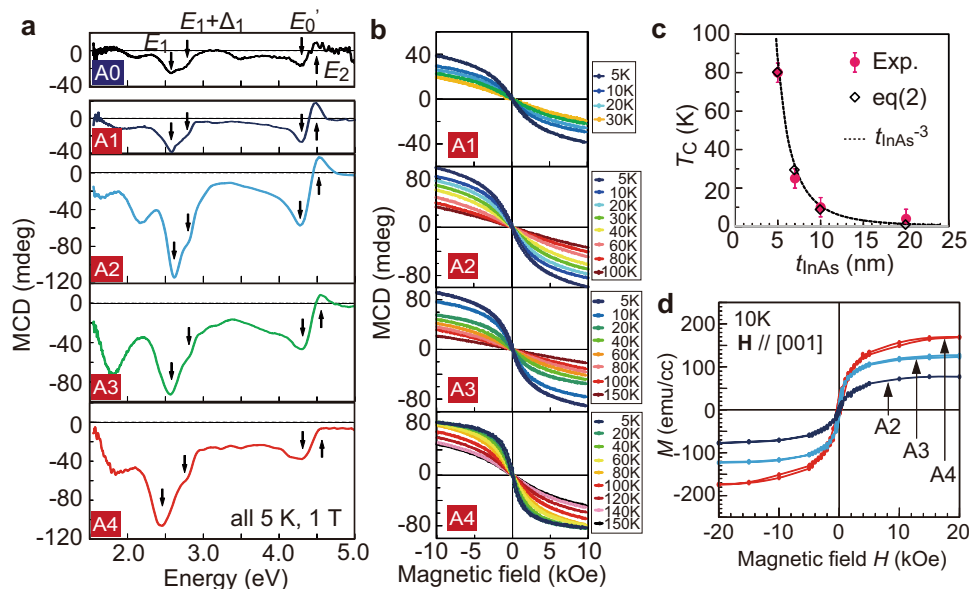 a
E₁+Δ₁
E₀'
E₁
E₂
0
-20
-40
A0
0
-40
A1
0
-40
-80
-120
A2
0
-40
-80
A3
0
-40
-80
-120
A4
all 5 K, 1 T
MCD (mdeg)
2.0 3.0 4.0 5.0
Energy (eV)
b
40
0
-40
A1
5K
10K
20K
30K
80
0
-80
A2
5K
10K
20K
30K
40K
60K
80K
100K
80
0
-80
A3
5K
10K
20K
40K
60K
80K
100K
150K
80
0
-80
A4
5K
20K
40K
60K
80K
100K
120K
140K
150K
MCD (mdeg)
-10 -5 0 5 10
Magnetic field (kOe)
c
100
80
60
40
20
0
T_C (K)
Exp.
eq(2)
t_InAs⁻³
0 5 10 15 20 25
t_InAs (nm)
d
10K
H // [001]
200
100
0
-100
-200
M (emu/cc)
A2
A3
A4
-20 -10 0 10 20
Magnetic field H (kOe)